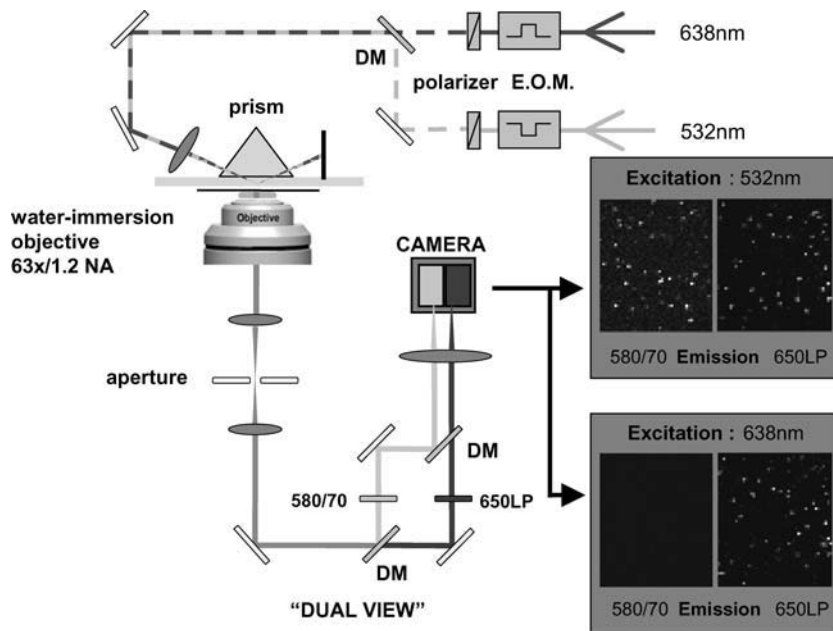 638nm
DM
polarizer E.O.M.
prism
532nm
Objective
water-immersion
objective
63x/1.2 NA
CAMERA
aperture
DM
580/70
650LP
DM
"DUAL VIEW"
Excitation : 532nm
580/70 Emission 650LP
Excitation : 638nm
580/70 Emission 650LP